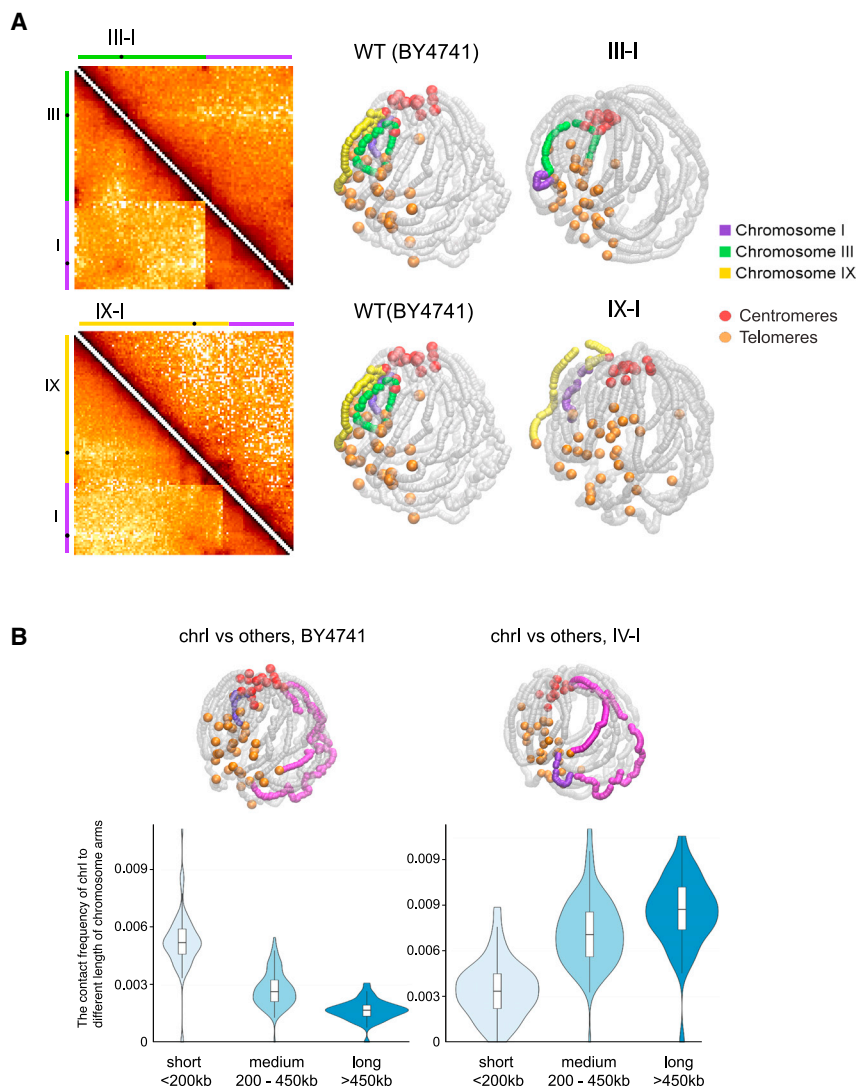 A
III-I
III
I
WT (BY4741)
III-I
Chromosome I
Chromosome III
Chromosome IX
Centromeres
Telomeres
IX-I
IX
I
WT(BY4741)
IX-I
B
chrI vs others, BY4741
chrI vs others, IV-I
The contact frequency of chrI to
different length of chromosome arms
0.009
0.006
0.003
0
short
<200kb
medium
200 - 450kb
long
>450kb
0.009
0.006
0.003
0
short
<200kb
medium
200 - 450kb
long
>450kb